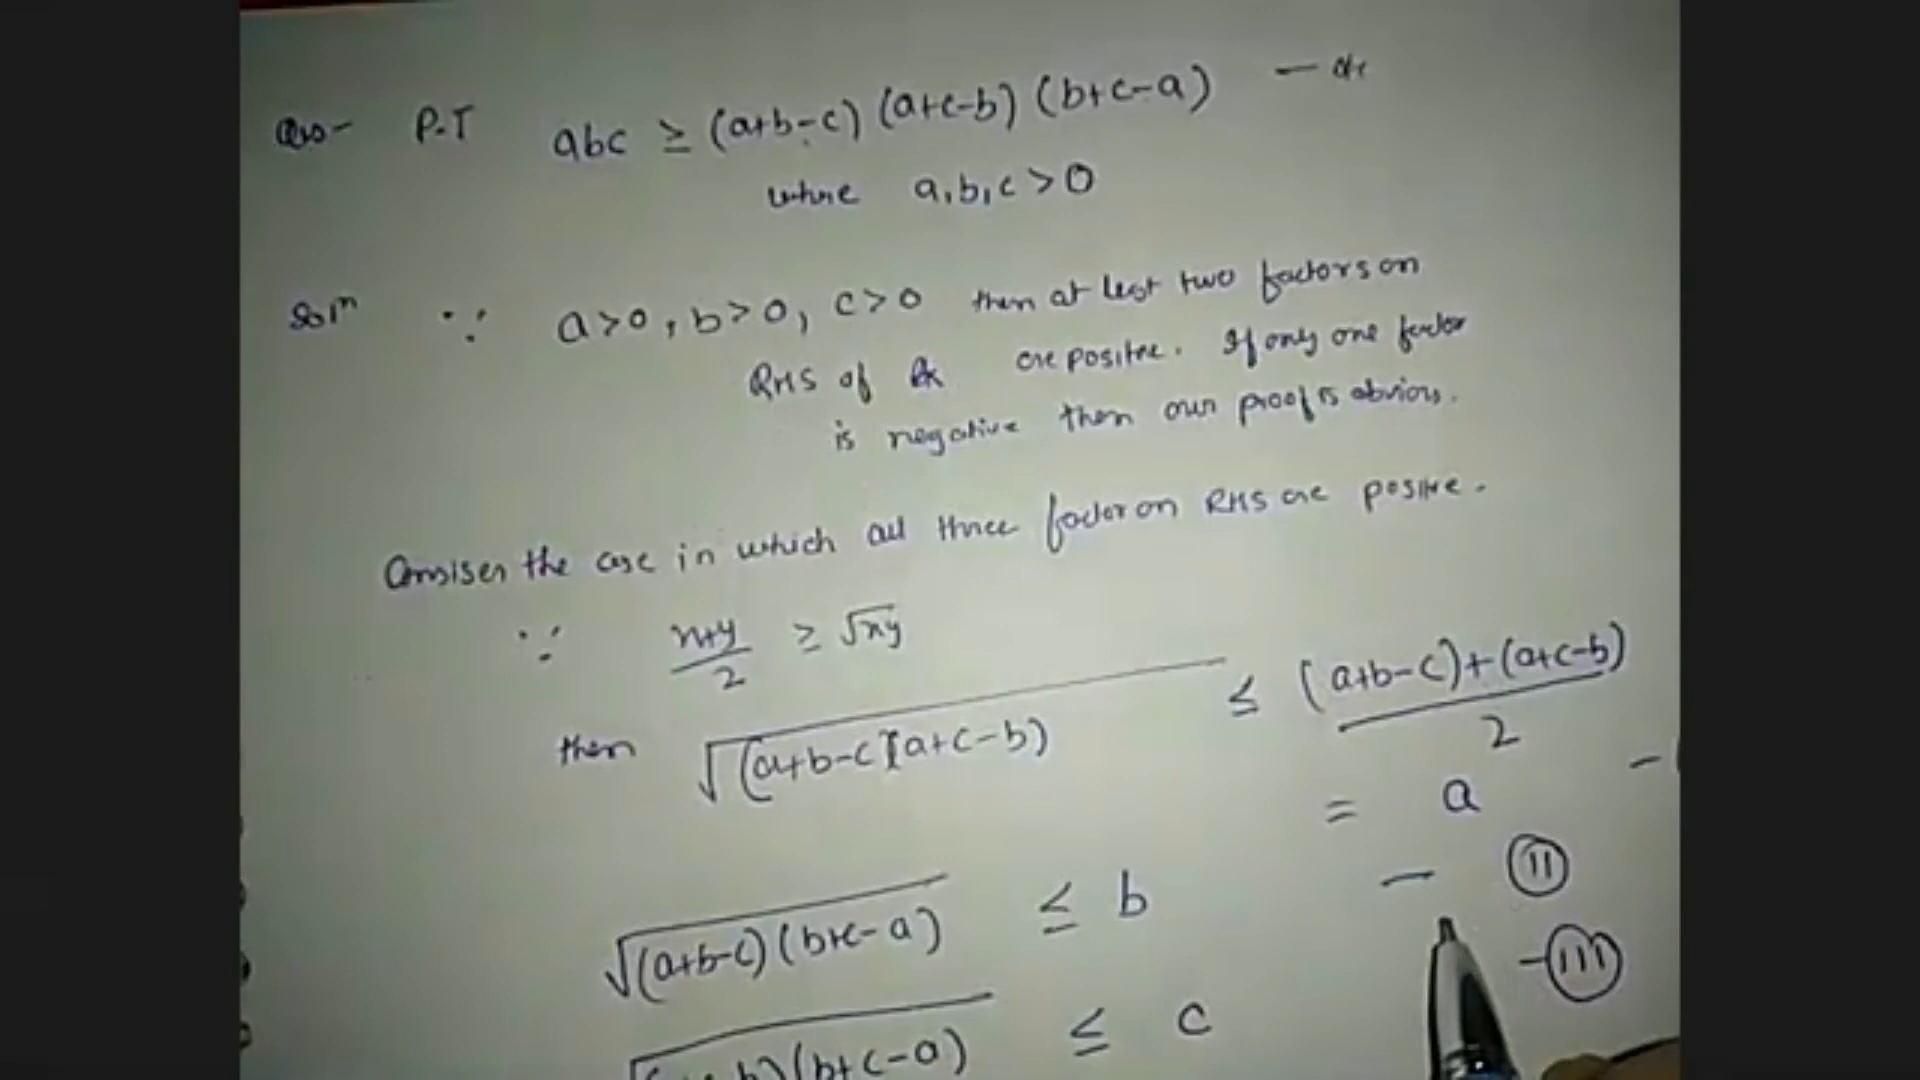 P.T abc ≥ (a+b-c) (a+c-b) (b+c-a) —
where a,b,c > 0
Solⁿ ∵ a>0, b>0, c>0 then at lest two factors on
RHS of are positive. If only one factor
is negative then our proof is obvious.
the case in which all three factor on RHS are positive.
∵ x+y/2 ≥ √xy
then √(a+b-c)(a+c-b) ≤ (a+b-c)+(a+c-b)/2
= a —
√(a+b-c)(b+c-a) ≤ b — II
√ b)(b+c-a) ≤ c — III